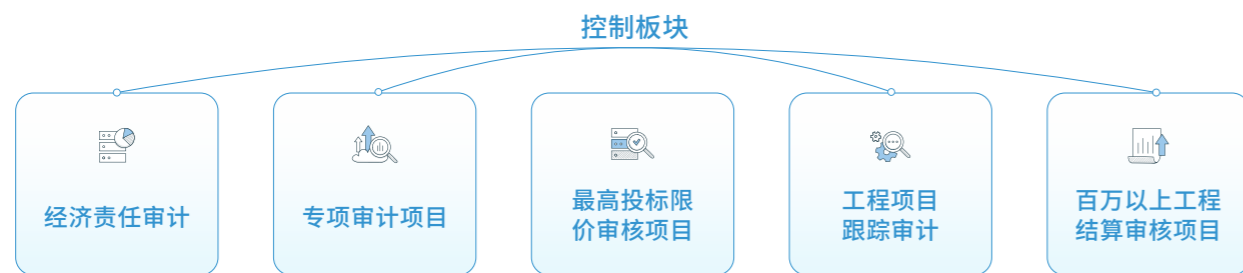 控制板块
经济责任审计
专项审计项目
最高投标限
价审核项目
工程项目
跟踪审计
百万以上工程
结算审核项目